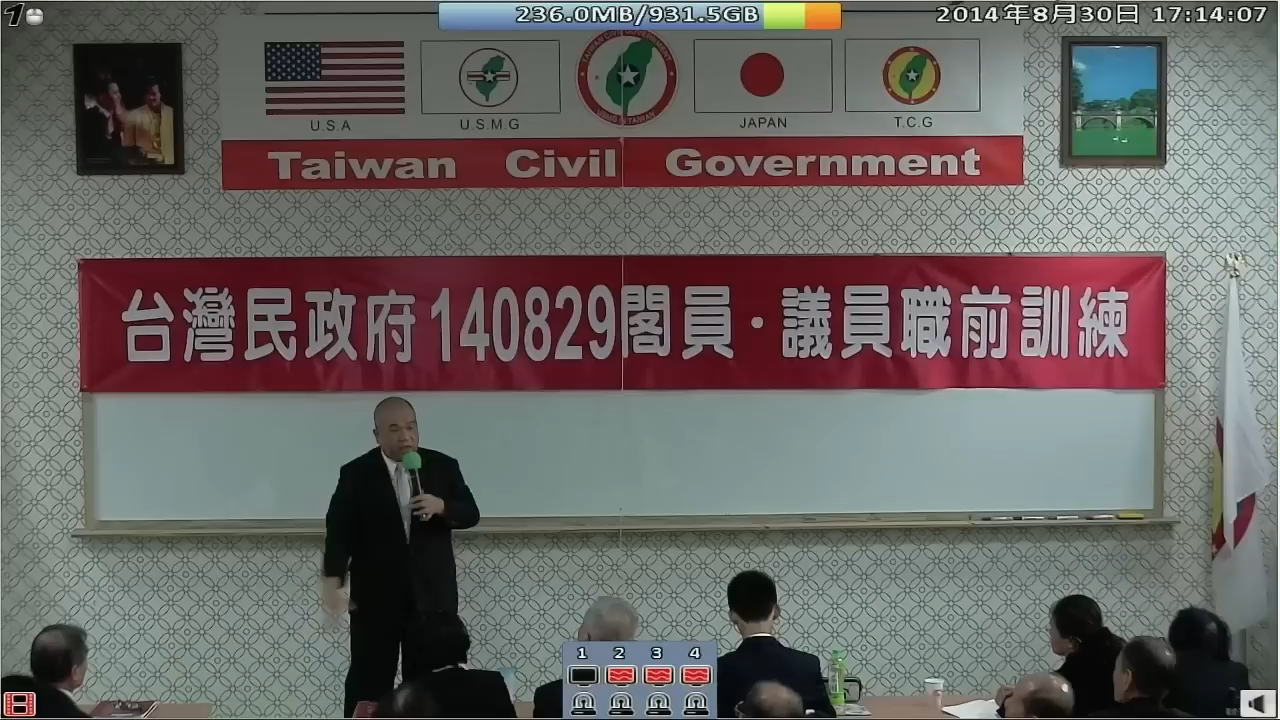 1
236.0MB/931.5GB
2014年8月30日 17:14:07
U.S.A
U.S.M.G
JAPAN
T.C.G
Taiwan Civil Government
台灣民政府140829閣員·議員職前訓練
1 2 3 4